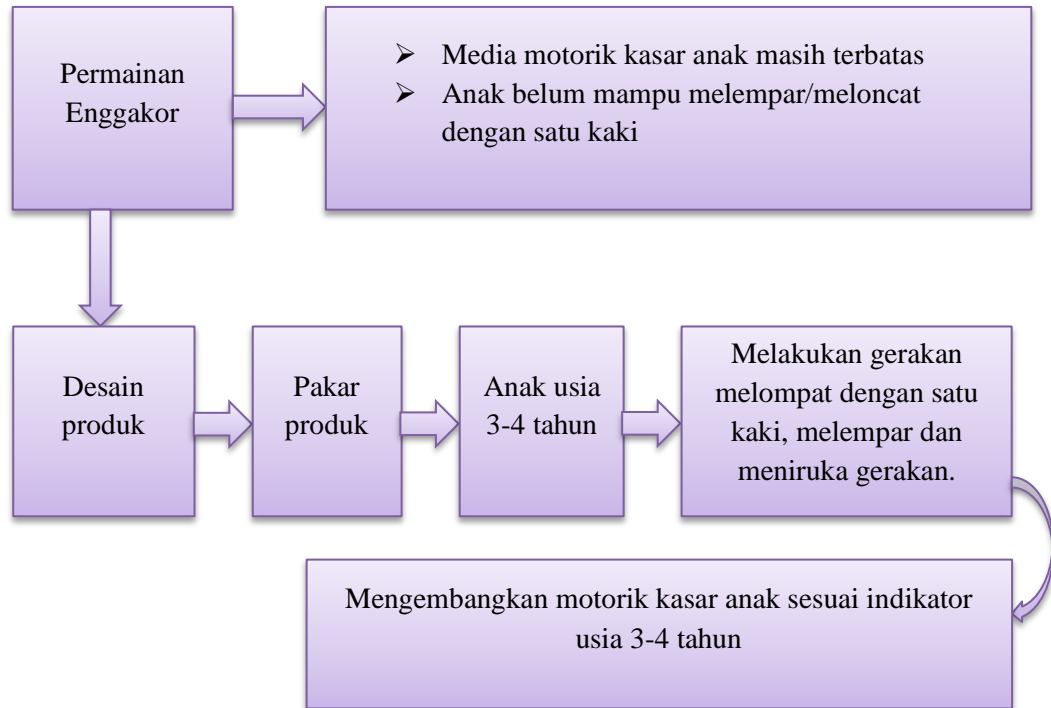 Permainan
Enggakor
➢ Media motorik kasar anak masih terbatas
➢ Anak belum mampu melempar/meloncat
dengan satu kaki
Desain
produk
Pakar
produk
Anak usia
3-4 tahun
Melakukan gerakan
melompat dengan satu
kaki, melempar dan
meniruka gerakan.
Mengembangkan motorik kasar anak sesuai indikator
usia 3-4 tahun